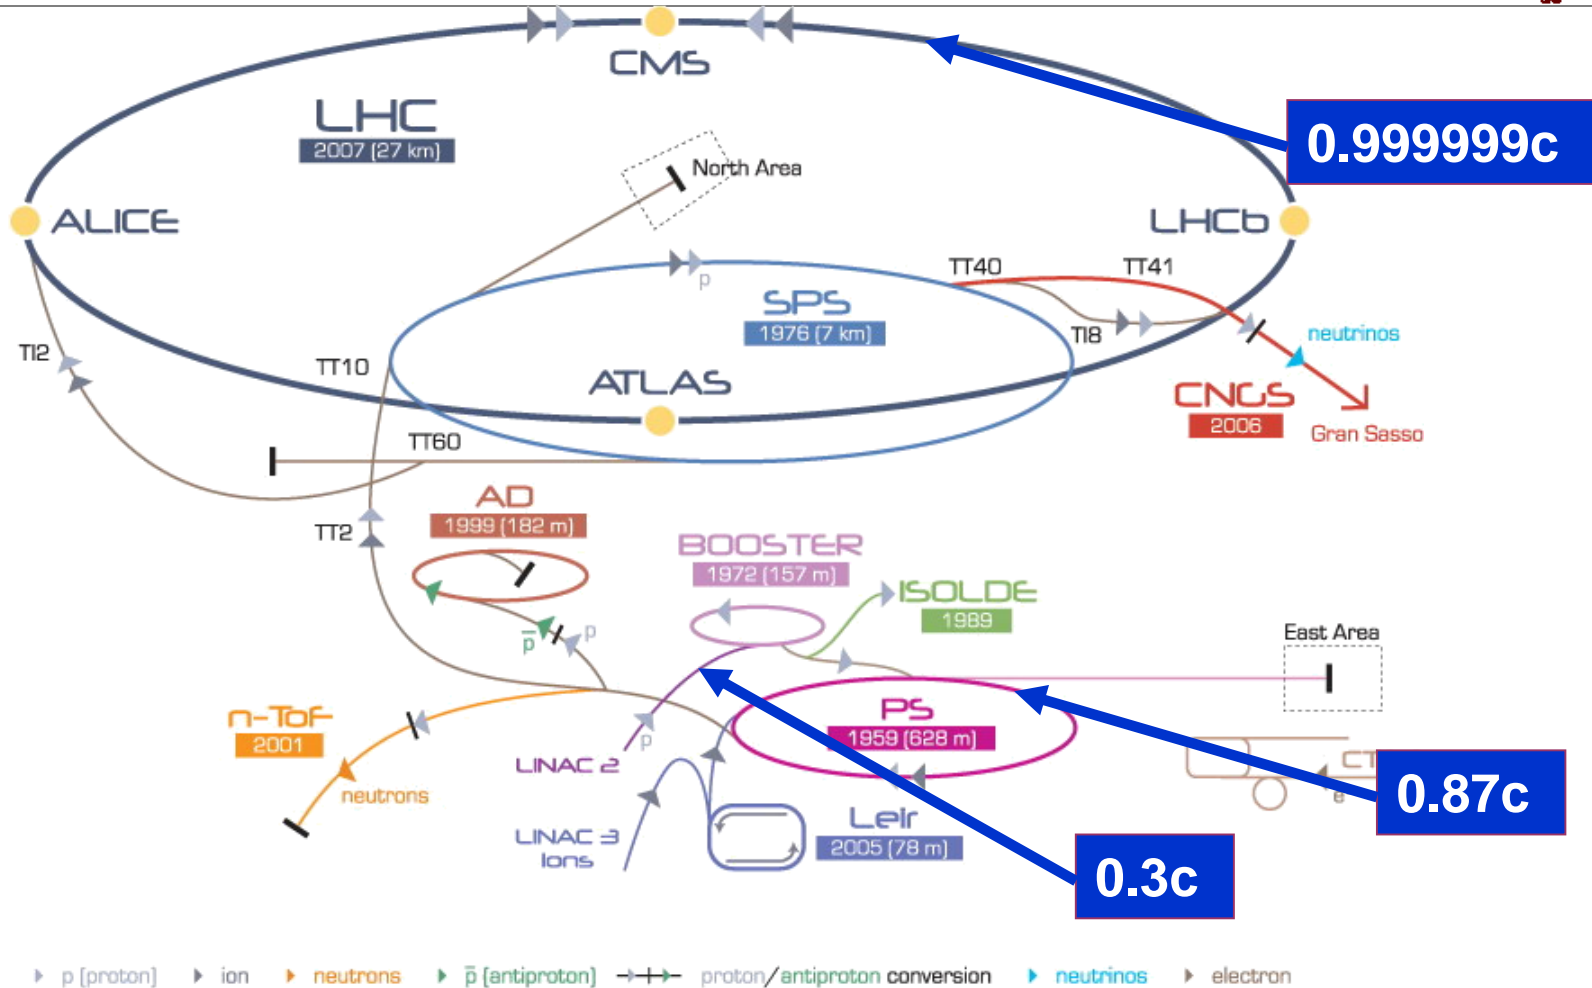 CMS
LHC
2007 (27 km)
0.999999c
North Area
ALICE
LHCb
p
TT40
TT41
SPS
1976 (7 km)
TI8
neutrinos
TI2
TT10
ATLAS
CNGS
2006
Gran Sasso
TT60
AD
1999 (182 m)
TT2
BOOSTER
1972 (157 m)
ISOLDE
1989
p
p̅
East Area
n-ToF
2001
PS
1959 (628 m)
p
LINAC 2
neutrons
CT
e
0.87c
LINAC 3
Ions
Leir
2005 (78 m)
0.3c
p (proton)
ion
neutrons
p̅ (antiproton)
proton/antiproton conversion
neutrinos
electron